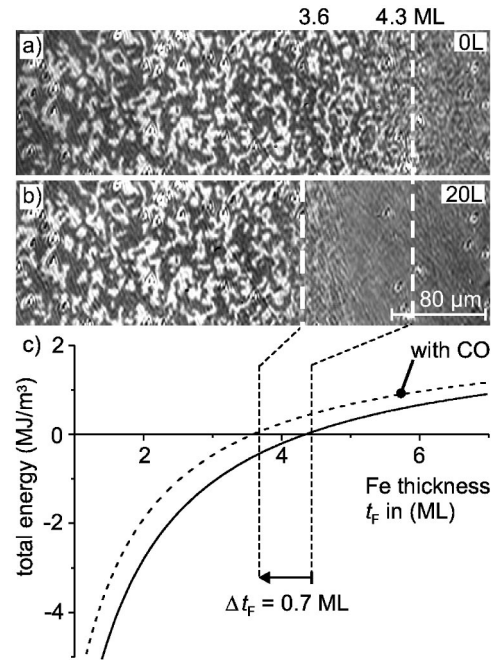 3.6 4.3 ML
a) 0L
b) 20L
80 µm
c)
2
with CO
0
2 4 6
Fe thickness
t_F in (ML)
-2
-4
Δt_F = 0.7 ML
total energy (MJ/m³)